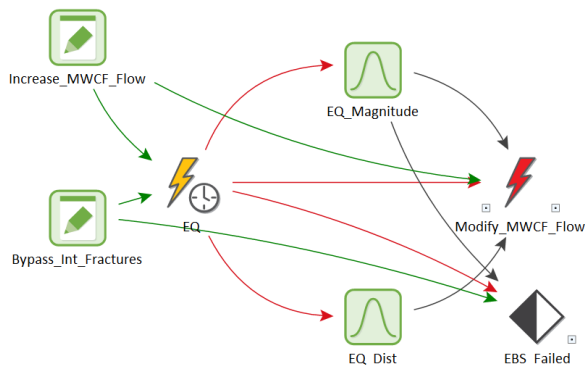 Increase_MWCF_Flow
EQ_Magnitude
EQ
Modify_MWCF_Flow
Bypass_Int_Fractures
EQ_Dist
EBS_Failed